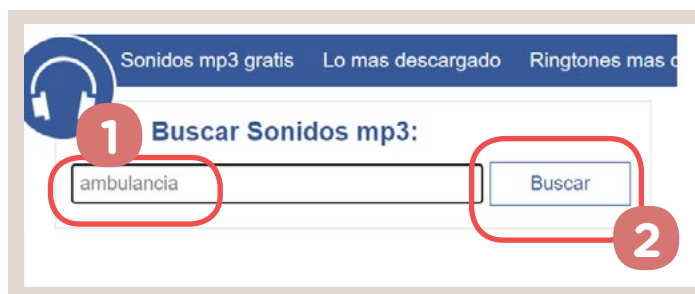 Sonidos mp3 gratis Lo mas descargado Ringtones mas
1
Buscar Sonidos mp3:
ambulancia Buscar
2